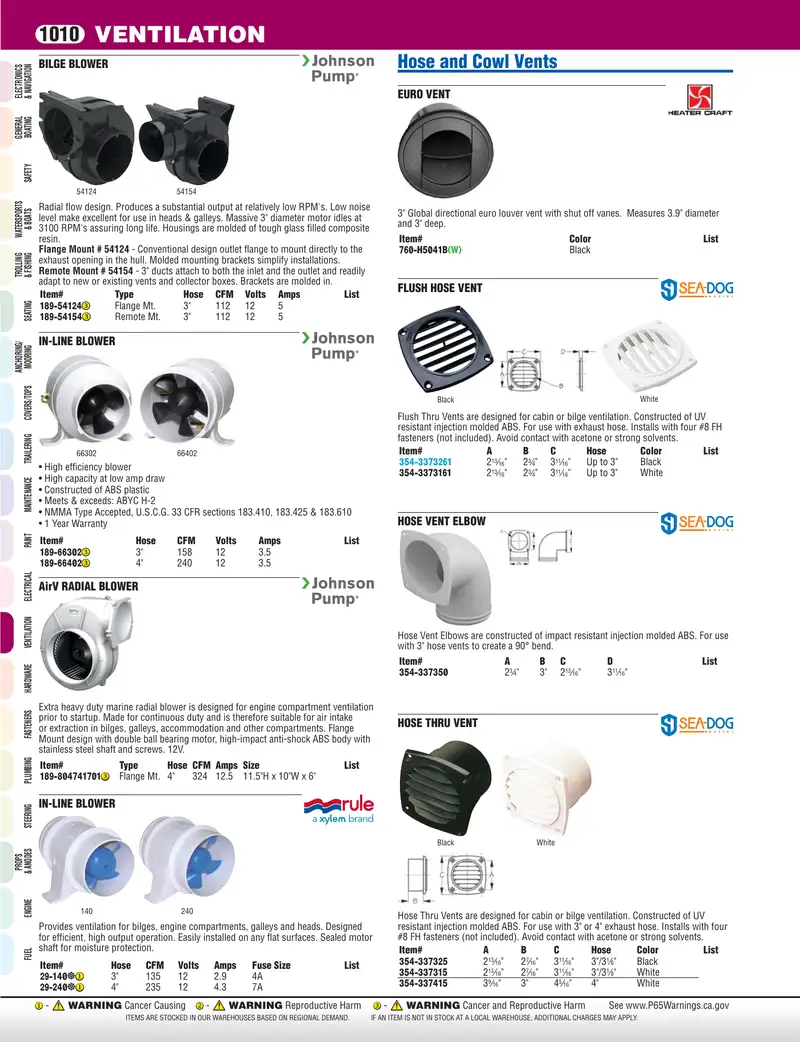 1010 VENTILATION
ELECTRONICS
& NAVIGATION
GENERAL
BOATING
SAFETY
WATERSPORTS
& BOATS
TROLLING
& FISHING
SEATING
ANCHORING/
MOORING
COVERS/TOPS
TRAILERING
MAINTENANCE
PAINT
ELECTRICAL
VENTILATION
HARDWARE
FASTENERS
PLUMBING
STEERING
PROPS
& ANODES
ENGINE
FUEL
BILGE BLOWER
Johnson
Pump®
54124 54154
Radial flow design. Produces a substantial output at relatively low RPM's. Low noise
level make excellent for use in heads & galleys. Massive 3" diameter motor idles at
3100 RPM's assuring long life. Housings are molded of tough glass filled composite
resin.
Flange Mount # 54124 - Conventional design outlet flange to mount directly to the
exhaust opening in the hull. Molded mounting brackets simplify installations.
Remote Mount # 54154 - 3" ducts attach to both the inlet and the outlet and readily
adapt to new or existing vents and collector boxes. Brackets are molded in.
Item# Type Hose CFM Volts Amps List
189-54124 3 Flange Mt. 3" 112 12 5
189-54154 3 Remote Mt. 3" 112 12 5
IN-LINE BLOWER
Johnson
Pump®
66302 66402
• High efficiency blower
• High capacity at low amp draw
• Constructed of ABS plastic
• Meets & exceeds: ABYC H-2
• NMMA Type Accepted, U.S.C.G. 33 CFR sections 183.410, 183.425 & 183.610
• 1 Year Warranty
Item# Hose CFM Volts Amps List
189-66302 3 3" 158 12 3.5
189-66402 3 4" 240 12 3.5
AirV RADIAL BLOWER
Johnson
Pump®
Extra heavy duty marine radial blower is designed for engine compartment ventilation
prior to startup. Made for continuous duty and is therefore suitable for air intake
or extraction in bilges, galleys, accommodation and other compartments. Flange
Mount design with double ball bearing motor, high-impact anti-shock ABS body with
stainless steel shaft and screws. 12V.
Item# Type Hose CFM Amps Size List
189-804741701 3 Flange Mt. 4" 324 12.5 11.5"H x 10"W x 6"
IN-LINE BLOWER
rule
a xylem brand
140 240
Provides ventilation for bilges, engine compartments, galleys and heads. Designed
for efficient, high output operation. Easily installed on any flat surfaces. Sealed motor
shaft for moisture protection.
Item# Hose CFM Volts Amps Fuse Size List
29-140 1 3" 135 12 2.9 4A
29-240 1 4" 235 12 4.3 7A
Hose and Cowl Vents
EURO VENT
HEATER CRAFT
3" Global directional euro louver vent with shut off vanes. Measures 3.9" diameter
and 3" deep.
Item# Color List
760-H5041B(W) Black
FLUSH HOSE VENT
SEA-DOG
C D
A
B
Black White
Flush Thru Vents are designed for cabin or bilge ventilation. Constructed of UV
resistant injection molded ABS. For use with exhaust hose. Installs with four #8 FH
fasteners (not included). Avoid contact with acetone or strong solvents.
Item# A B C Hose Color List
354-3373261 2¹³⁄₁₆" 2¾" 3¹¹⁄₁₆" Up to 3" Black
354-3373161 2¹³⁄₁₆" 2¾" 3¹¹⁄₁₆" Up to 3" White
HOSE VENT ELBOW
SEA-DOG
Hose Vent Elbows are constructed of impact resistant injection molded ABS. For use
with 3" hose vents to create a 90° bend.
Item# A B C D List
354-337350 2¾" 3" 2¹³⁄₁₆" 3¹¹⁄₁₆"
HOSE THRU VENT
SEA-DOG
Black White
C A
B
Hose Thru Vents are designed for cabin or bilge ventilation. Constructed of UV
resistant injection molded ABS. For use with 3" or 4" exhaust hose. Installs with four
#8 FH fasteners (not included). Avoid contact with acetone or strong solvents.
Item# A B C Hose Color List
354-337325 2¹³⁄₁₆" 2⁷⁄₁₆" 3¹¹⁄₁₆" 3"/3⅛" Black
354-337315 2¹³⁄₁₆" 2⁷⁄₁₆" 3¹¹⁄₁₆" 3"/3⅛" White
354-337415 3⁹⁄₁₆" 3" 4⁵⁄₁₆" 4" White
1 - WARNING Cancer Causing 2 - WARNING Reproductive Harm 3 - WARNING Cancer and Reproductive Harm See www.P65Warnings.ca.gov
ITEMS ARE STOCKED IN OUR WAREHOUSES BASED ON REGIONAL DEMAND. IF AN ITEM IS NOT IN STOCK AT A LOCAL WAREHOUSE, ADDITIONAL CHARGES MAY APPLY.